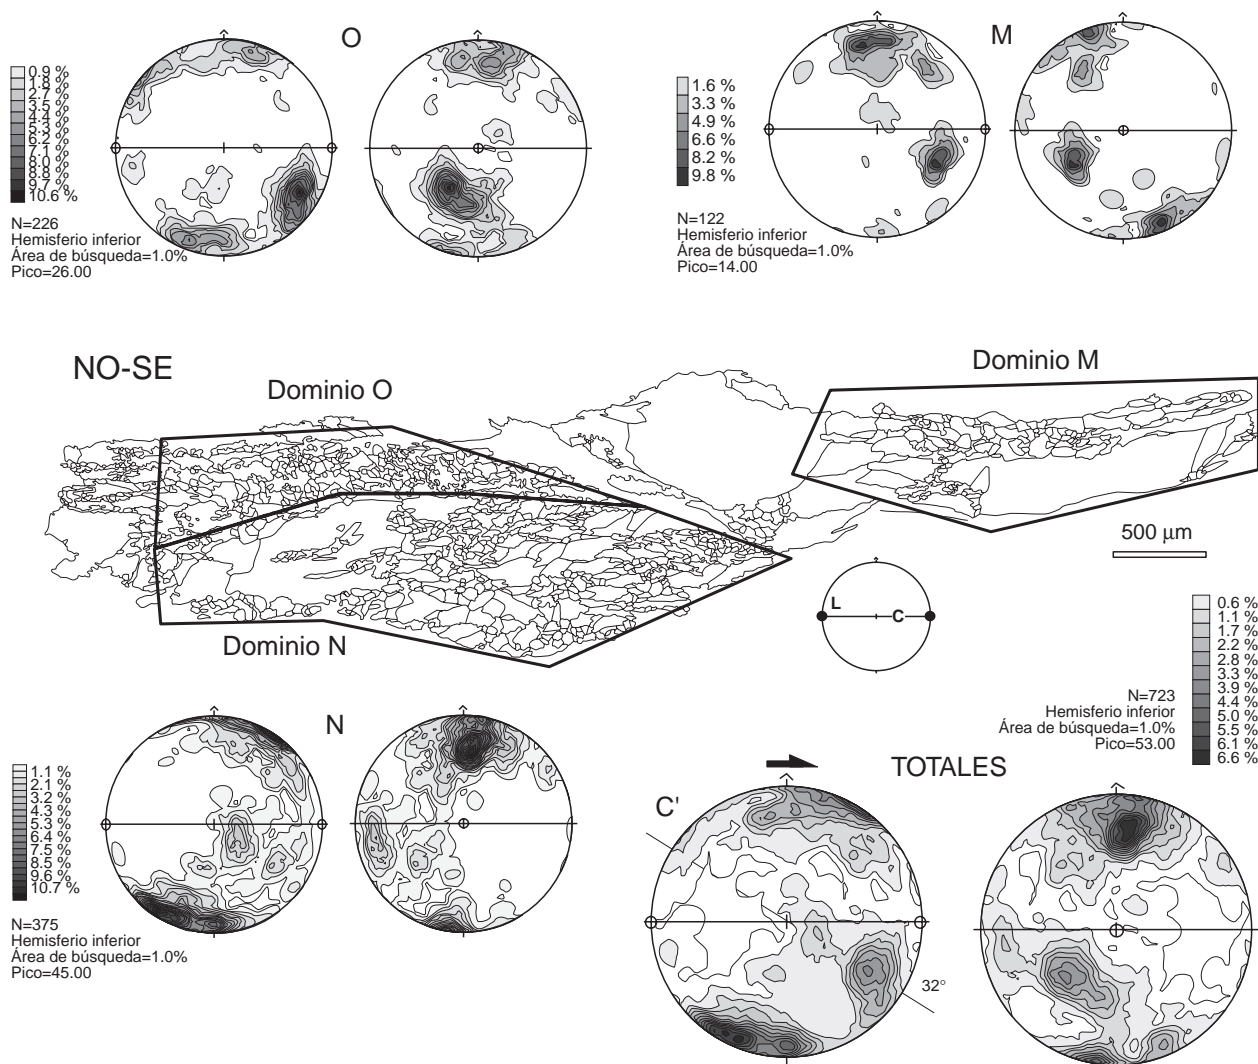 O
0.9 %
1.8 %
2.7 %
3.5 %
4.4 %
5.3 %
6.2 %
7.1 %
8.0 %
8.8 %
9.7 %
10.6 %
N=226
Hemisferio inferior
Área de búsqueda=1.0%
Pico=26.00
M
1.6 %
3.3 %
4.9 %
6.6 %
8.2 %
9.8 %
N=122
Hemisferio inferior
Área de búsqueda=1.0%
Pico=14.00
NO-SE
Dominio O
Dominio M
500 µm
L
C
Dominio N
N
1.1 %
2.1 %
3.2 %
4.3 %
5.3 %
6.4 %
7.5 %
8.5 %
9.6 %
10.7 %
N=375
Hemisferio inferior
Área de búsqueda=1.0%
Pico=45.00
0.6 %
1.1 %
1.7 %
2.2 %
2.8 %
3.3 %
3.9 %
4.4 %
5.0 %
5.5 %
6.1 %
6.6 %
N=723
Hemisferio inferior
Área de búsqueda=1.0%
Pico=53.00
TOTALES
C'
32°